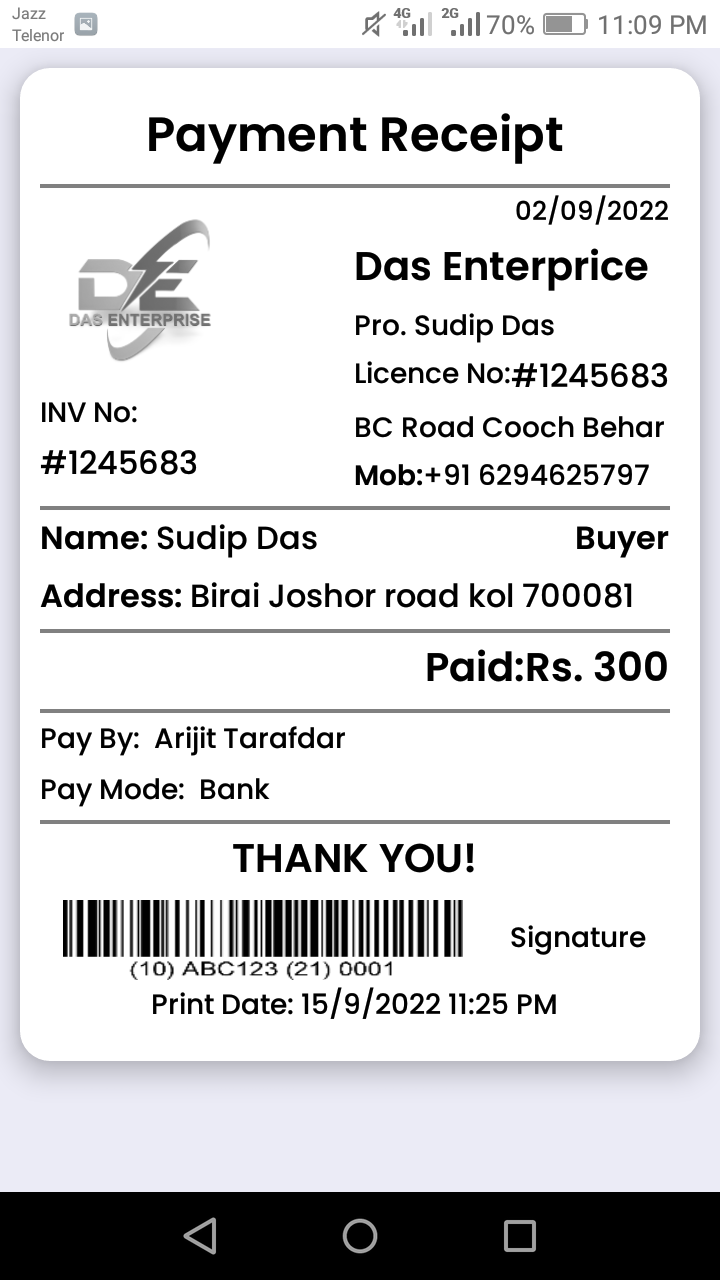 Jazz
Telenor
4G 2G 70% 11:09 PM
Payment Receipt
02/09/2022
DE
DAS ENTERPRISE
Das Enterprice
Pro. Sudip Das
Licence No:#1245683
BC Road Cooch Behar
Mob:+91 6294625797
INV No:
#1245683
Name: Sudip Das Buyer
Address: Birai Joshor road kol 700081
Paid:Rs. 300
Pay By: Arijit Tarafdar
Pay Mode: Bank
THANK YOU!
(10) ABC123 (21) 0001
Signature
Print Date: 15/9/2022 11:25 PM